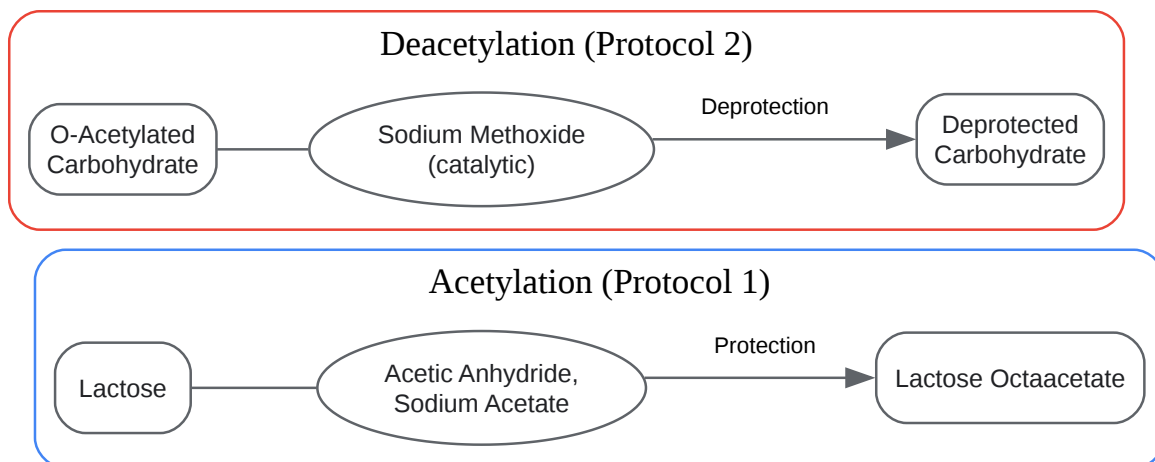 Deacetylation (Protocol 2)
O-Acetylated
Carbohydrate
Sodium Methoxide
(catalytic)
Deprotection
Deprotected
Carbohydrate
Acetylation (Protocol 1)
Lactose
Acetic Anhydride,
Sodium Acetate
Protection
Lactose Octaacetate